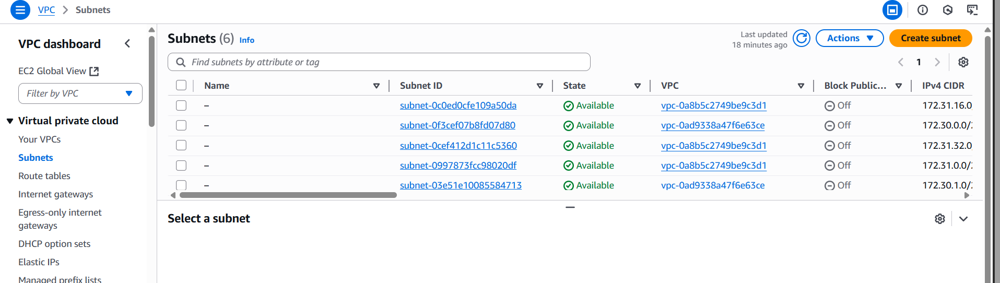 VPC > Subnets
VPC dashboard
EC2 Global View
Filter by VPC
Virtual private cloud
Your VPCs
Subnets
Route tables
Internet gateways
Egress-only internet
gateways
DHCP option sets
Elastic IPs
Managed prefix lists
Subnets (6) Info
Last updated
18 minutes ago
Actions
Create subnet
Find subnets by attribute or tag
1
Name Subnet ID State VPC Block Public... IPv4 CIDR
– subnet-0c0ed0cfe109a50da Available vpc-0a8b5c2749be9c3d1 Off 172.31.16.0
– subnet-0f3cef07b8fd07d80 Available vpc-0ad9338a47f6e63ce Off 172.30.0.0/2
– subnet-0cef412d1c11c5360 Available vpc-0a8b5c2749be9c3d1 Off 172.31.32.0
– subnet-0997873fcc98020df Available vpc-0a8b5c2749be9c3d1 Off 172.31.0.0/2
– subnet-03e51e10085584713 Available vpc-0ad9338a47f6e63ce Off 172.30.1.0/2
Select a subnet